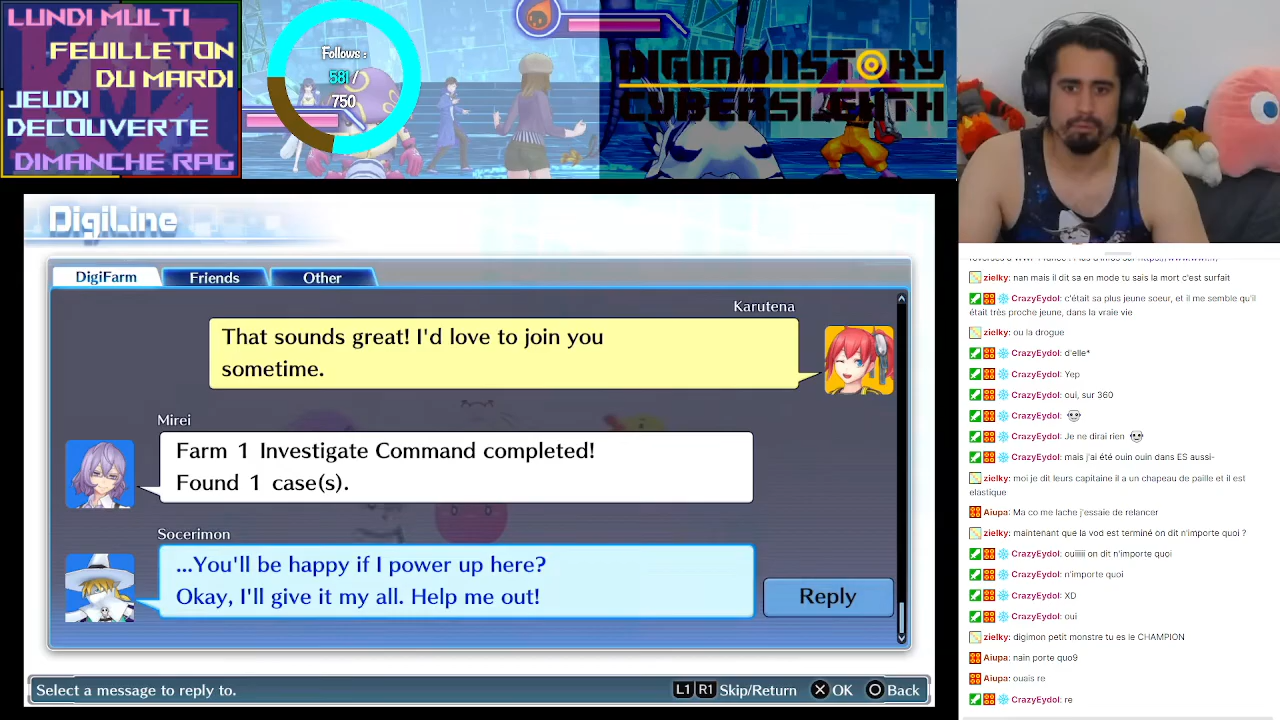 LUNDI MULTI
FEUILLETON
DU MARDI
JEUDI
DECOUVERTE
DIMANCHE RPG
Follows :
581 /
750
DIGIMONSTORY
CYBERSLEUTH
DigiLine
DigiFarm
Friends
Other
Karutena
That sounds great! I'd love to join you
sometime.
Mirei
Farm 1 Investigate Command completed!
Found 1 case(s).
Socerimon
...You'll be happy if I power up here?
Okay, I'll give it my all. Help me out!
Reply
Select a message to reply to.
L1 R1 Skip/Return OK Back
zielky: nan mais il dit sa en mode tu sais la mort c'est surfait
CrazyEydol: c'était sa plus jeune soeur, et il me semble qu'il
était très proche jeune, dans la vraie vie
zielky: ou la drogue
CrazyEydol: d'elle*
CrazyEydol: Yep
CrazyEydol: oui, sur 360
CrazyEydol:
CrazyEydol: Je ne dirai rien
CrazyEydol: mais j'ai été ouin ouin dans ES aussi-
zielky: moi je dit leurs capitaine il a un chapeau de paille et il est
elastique
Aiupa: Ma co me lache j'essaie de relancer
zielky: maintenant que la vod est terminé on dit n'importe quoi ?
CrazyEydol: ouiiiiii on dit n'importe quoi
CrazyEydol: n'importe quoi
CrazyEydol: XD
CrazyEydol: oui
zielky: digimon petit monstre tu es le CHAMPION
Aiupa: nain porte quo9
Aiupa: ouais re
CrazyEydol: re